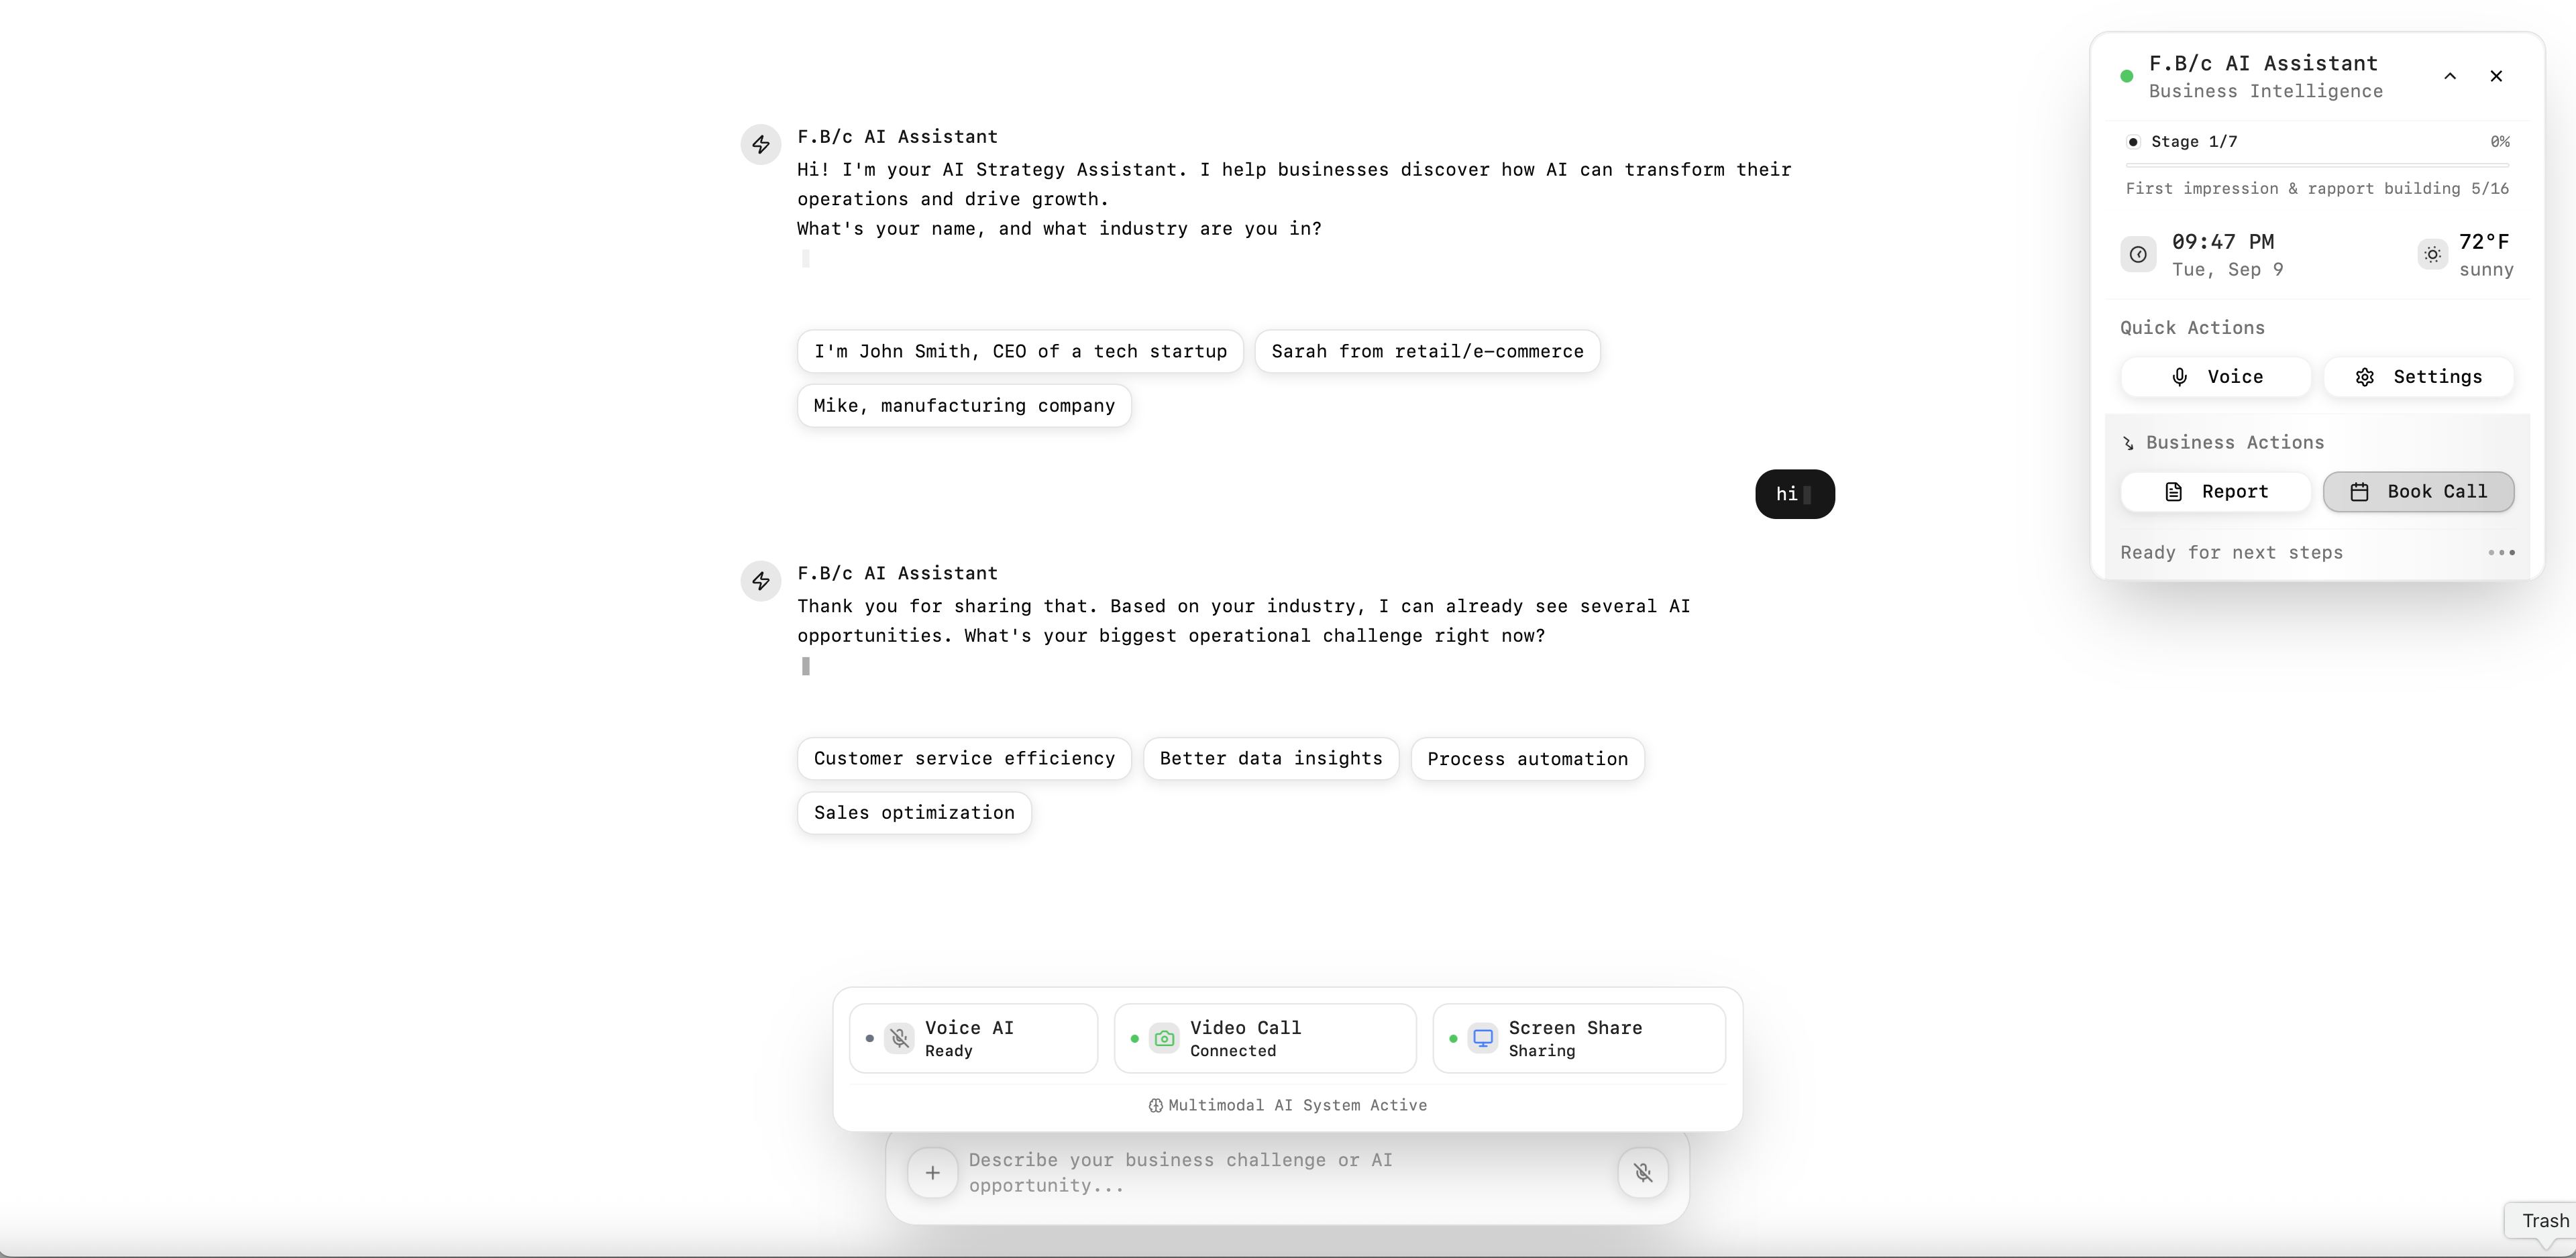 F.B/c AI Assistant
Hi! I'm your AI Strategy Assistant. I help businesses discover how AI can transform their
operations and drive growth.
What's your name, and what industry are you in?
I'm John Smith, CEO of a tech startup
Sarah from retail/e-commerce
Mike, manufacturing company
hi
F.B/c AI Assistant
Thank you for sharing that. Based on your industry, I can already see several AI
opportunities. What's your biggest operational challenge right now?
Customer service efficiency
Better data insights
Process automation
Sales optimization
Voice AI
Ready
Video Call
Connected
Screen Share
Sharing
Multimodal AI System Active
Describe your business challenge or AI
opportunity...
F.B/c AI Assistant
Business Intelligence
Stage 1/7
0%
First impression & rapport building 5/16
09:47 PM
Tue, Sep 9
72°F
sunny
Quick Actions
Voice
Settings
Business Actions
Report
Book Call
Ready for next steps
Trash